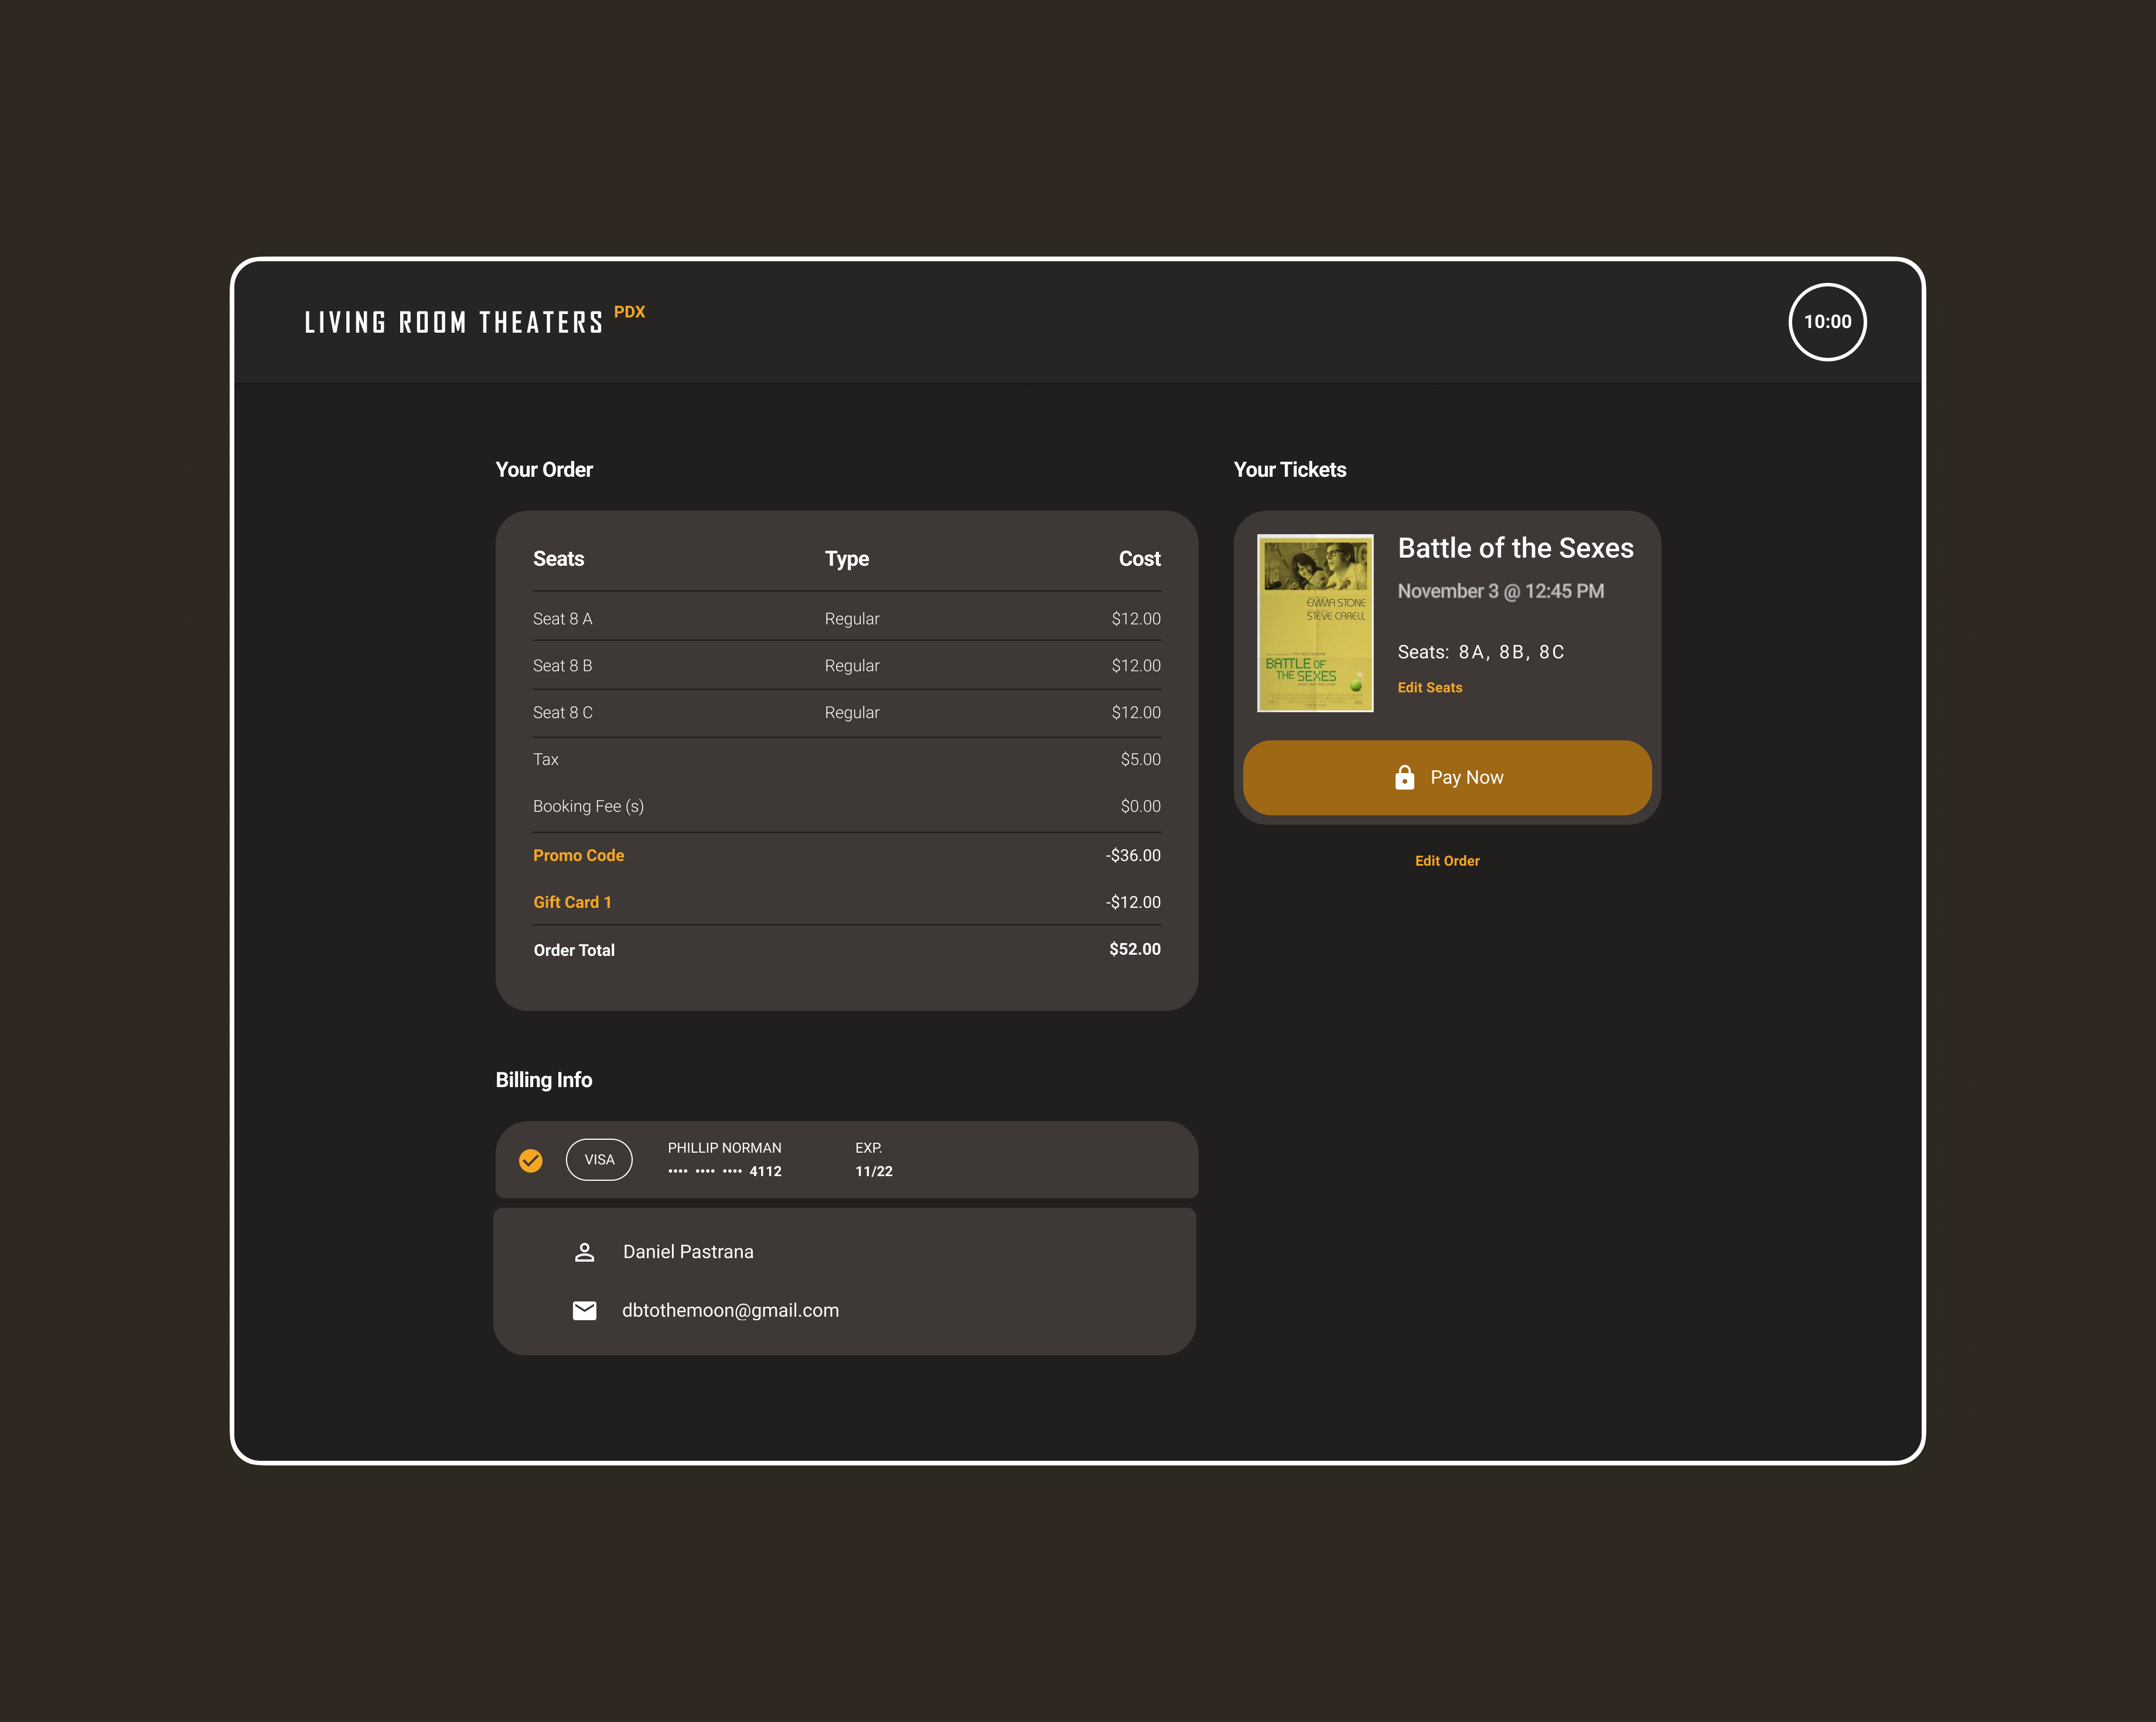 LIVING ROOM THEATERS PDX
10:00
Your Order
Seats Type Cost
Seat 8 A Regular $12.00
Seat 8 B Regular $12.00
Seat 8 C Regular $12.00
Tax $5.00
Booking Fee (s) $0.00
Promo Code -$36.00
Gift Card 1 -$12.00
Order Total $52.00
Your Tickets
EMMA STONE
STEVE CARELL
BATTLE OF
THE SEXES
Battle of the Sexes
November 3 @ 12:45 PM
Seats: 8A, 8B, 8C
Edit Seats
Pay Now
Edit Order
Billing Info
VISA
PHILLIP NORMAN
•••• •••• •••• 4112
EXP.
11/22
Daniel Pastrana
dbtothemoon@gmail.com